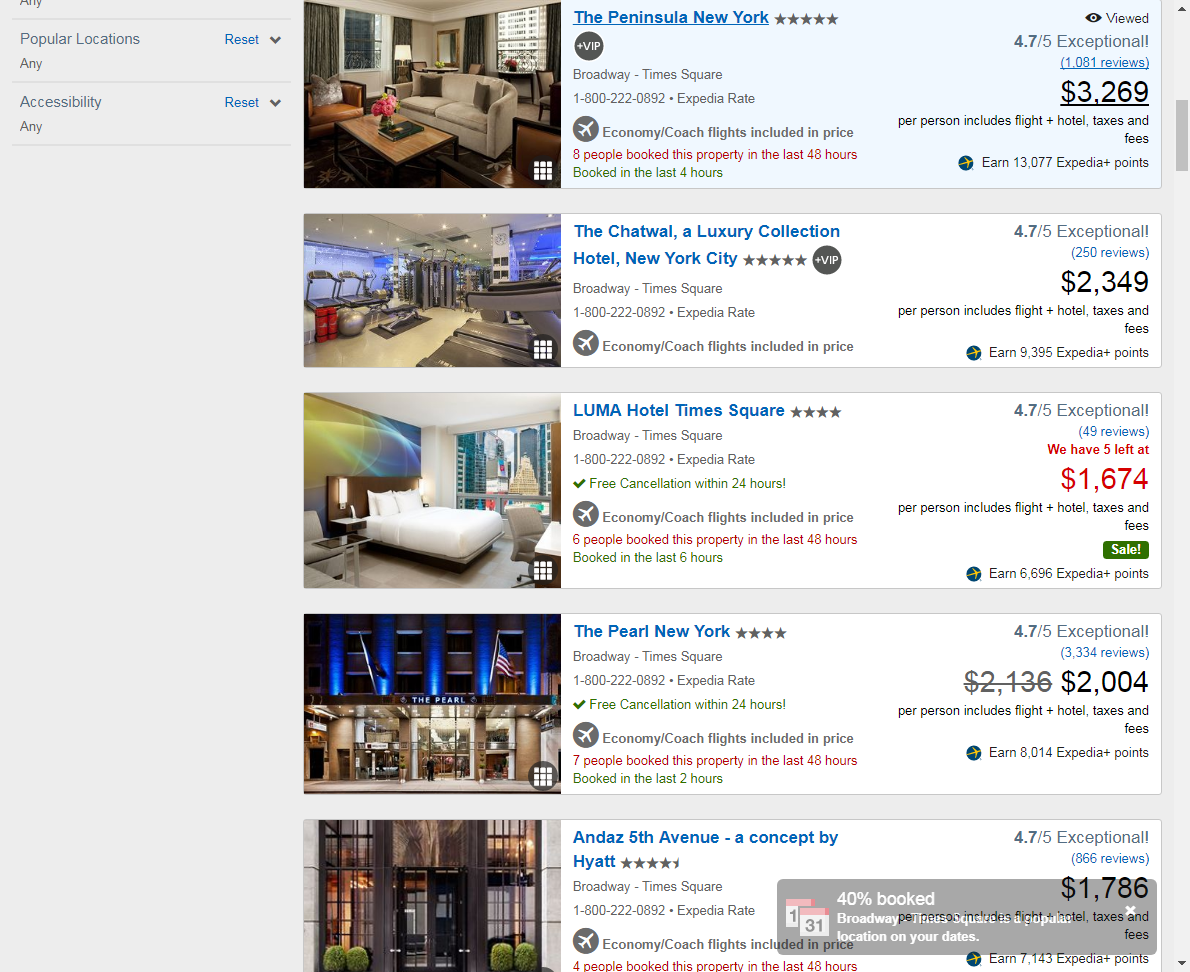 Any
Popular Locations Reset
Any
Accessibility Reset
Any
The Peninsula New York
+VIP
Broadway - Times Square
1-800-222-0892 • Expedia Rate
Economy/Coach flights included in price
8 people booked this property in the last 48 hours
Booked in the last 4 hours
Viewed
4.7/5 Exceptional!
(1,081 reviews)
$3,269
per person includes flight + hotel, taxes and
fees
Earn 13,077 Expedia+ points
The Chatwal, a Luxury Collection
Hotel, New York City +VIP
Broadway - Times Square
1-800-222-0892 • Expedia Rate
Economy/Coach flights included in price
4.7/5 Exceptional!
(250 reviews)
$2,349
per person includes flight + hotel, taxes and
fees
Earn 9,395 Expedia+ points
LUMA Hotel Times Square
Broadway - Times Square
1-800-222-0892 • Expedia Rate
Free Cancellation within 24 hours!
Economy/Coach flights included in price
6 people booked this property in the last 48 hours
Booked in the last 6 hours
4.7/5 Exceptional!
(49 reviews)
We have 5 left at
$1,674
per person includes flight + hotel, taxes and
fees
Sale!
Earn 6,696 Expedia+ points
THE PEARL
The Pearl New York
Broadway - Times Square
1-800-222-0892 • Expedia Rate
Free Cancellation within 24 hours!
Economy/Coach flights included in price
7 people booked this property in the last 48 hours
Booked in the last 2 hours
4.7/5 Exceptional!
(3,334 reviews)
$2,136 $2,004
per person includes flight + hotel, taxes and
fees
Earn 8,014 Expedia+ points
Andaz 5th Avenue - a concept by
Hyatt
Broadway - Times Square
1-800-222-0892 • Expedia Rate
Economy/Coach flights included in price
4 people booked this property in the last 48 hours
4.7/5 Exceptional!
(866 reviews)
$1,786
per person includes flight + hotel, taxes and
fees
Earn 7,143 Expedia+ points
1 31
40% booked
Broadway - Times Square is a popular
location on your dates.